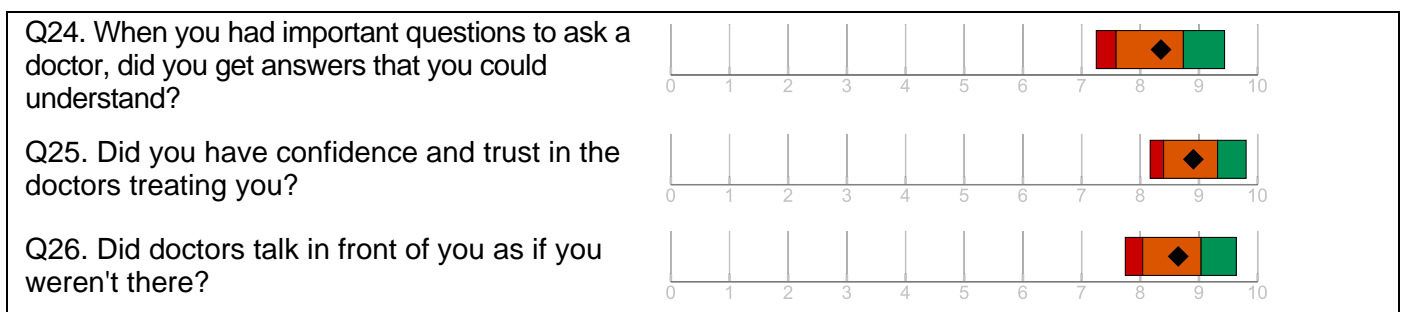 Q24. When you had important questions to ask a
doctor, did you get answers that you could
understand?
0 1 2 3 4 5 6 7 8 9 10
Q25. Did you have confidence and trust in the
doctors treating you?
0 1 2 3 4 5 6 7 8 9 10
Q26. Did doctors talk in front of you as if you
weren't there?
0 1 2 3 4 5 6 7 8 9 10